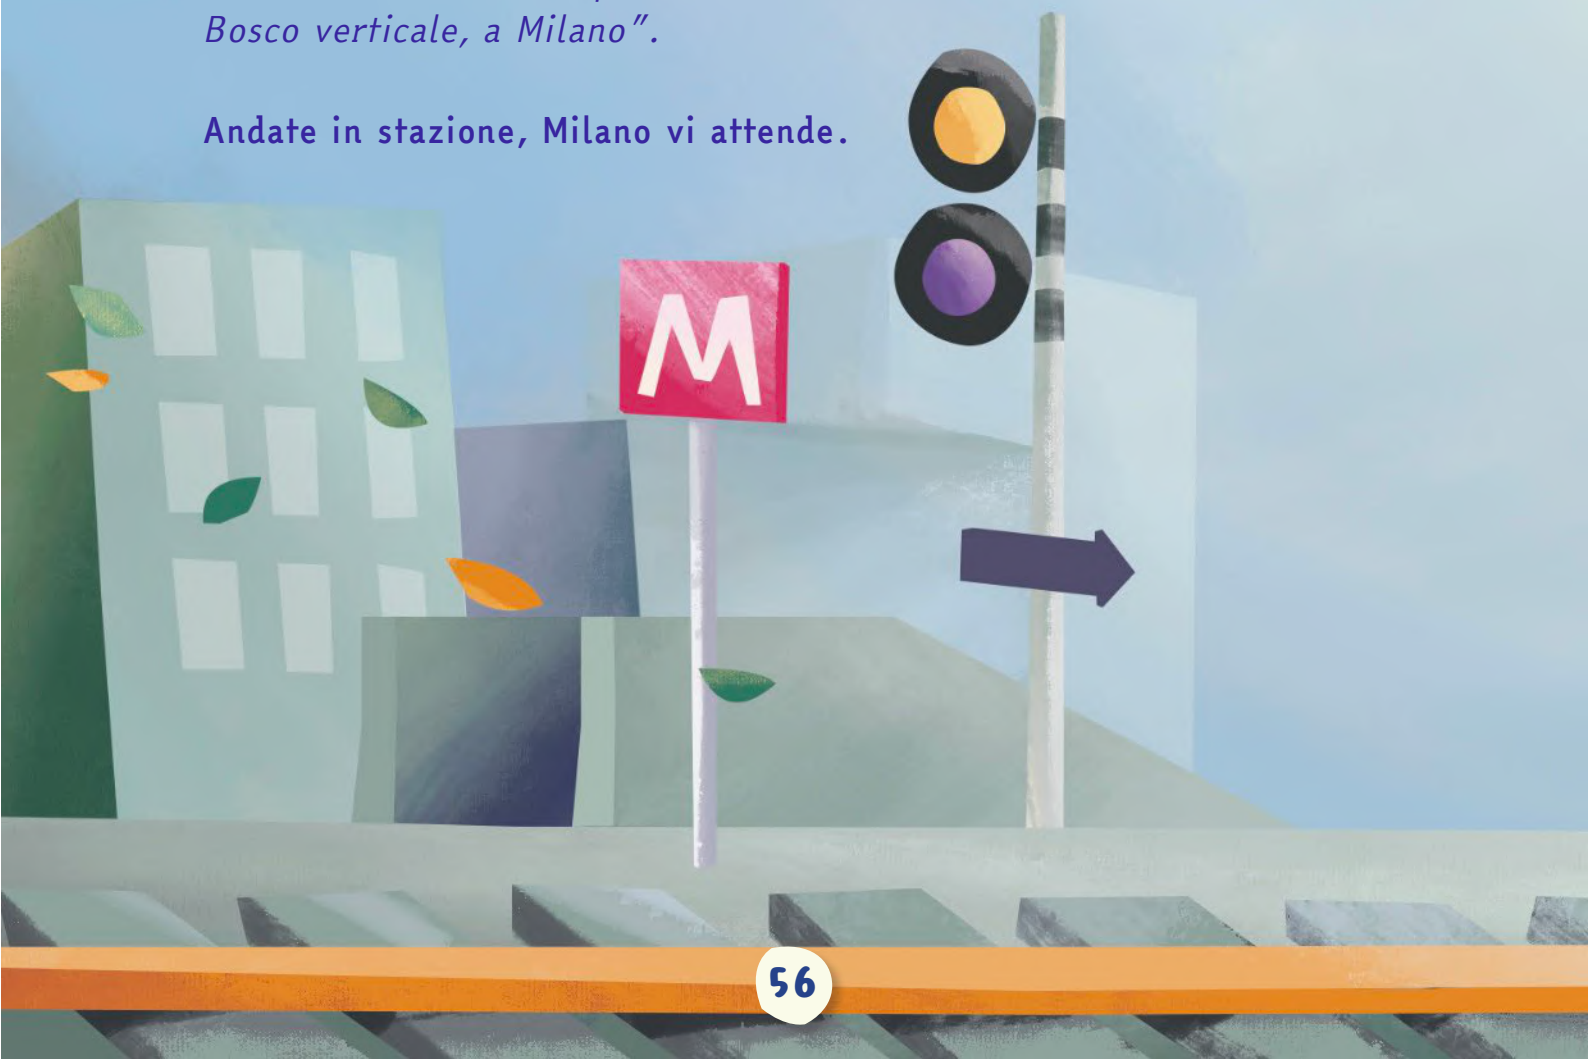 Bosco verticale, a Milano”.
Andate in stazione, Milano vi attende.
M
56